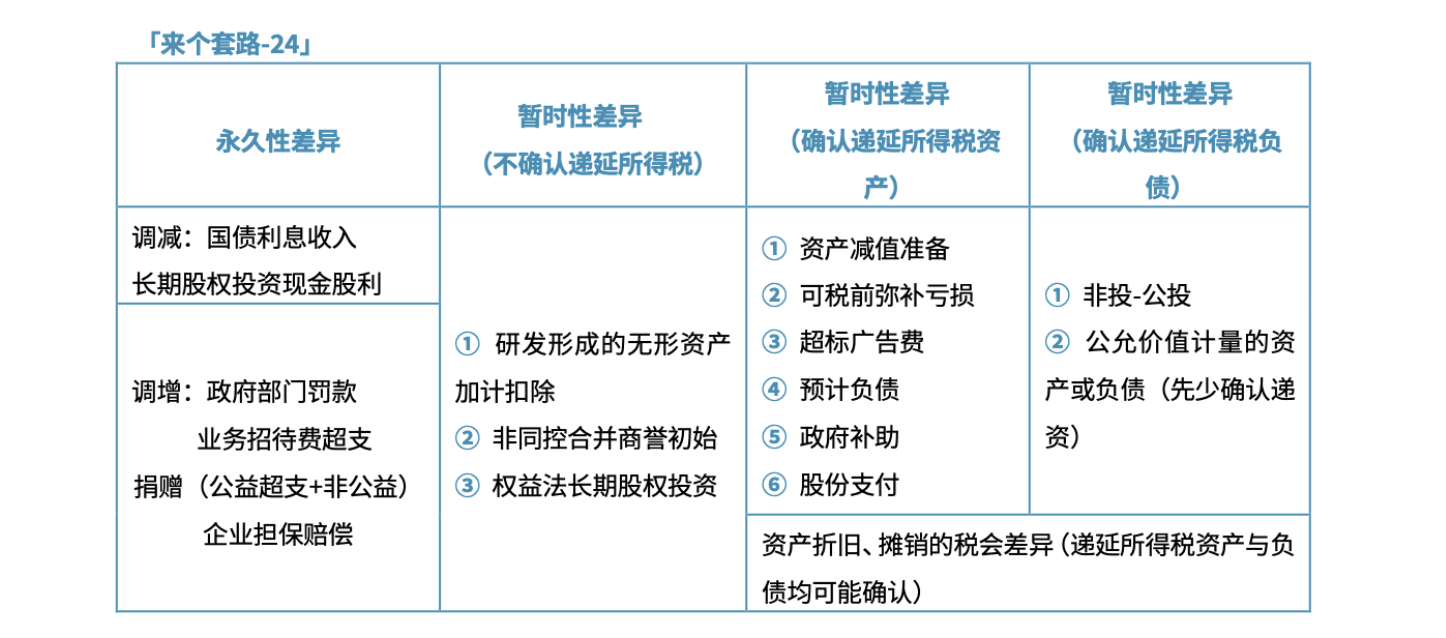 「来个套路-24」
永久性差异
暂时性差异
（不确认递延所得税）
暂时性差异
（确认递延所得税资
产）
暂时性差异
（确认递延所得税负
债）
调减：国债利息收入
长期股权投资现金股利
调增：政府部门罚款
业务招待费超支
捐赠（公益超支+非公益）
企业担保赔偿
① 研发形成的无形资产
加计扣除
② 非同控合并商誉初始
③ 权益法长期股权投资
① 资产减值准备
② 可税前弥补亏损
③ 超标广告费
④ 预计负债
⑤ 政府补助
⑥ 股份支付
① 非投-公投
② 公允价值计量的资
产或负债（先少确认递
资）
资产折旧、摊销的税会差异（递延所得税资产与负
债均可能确认）